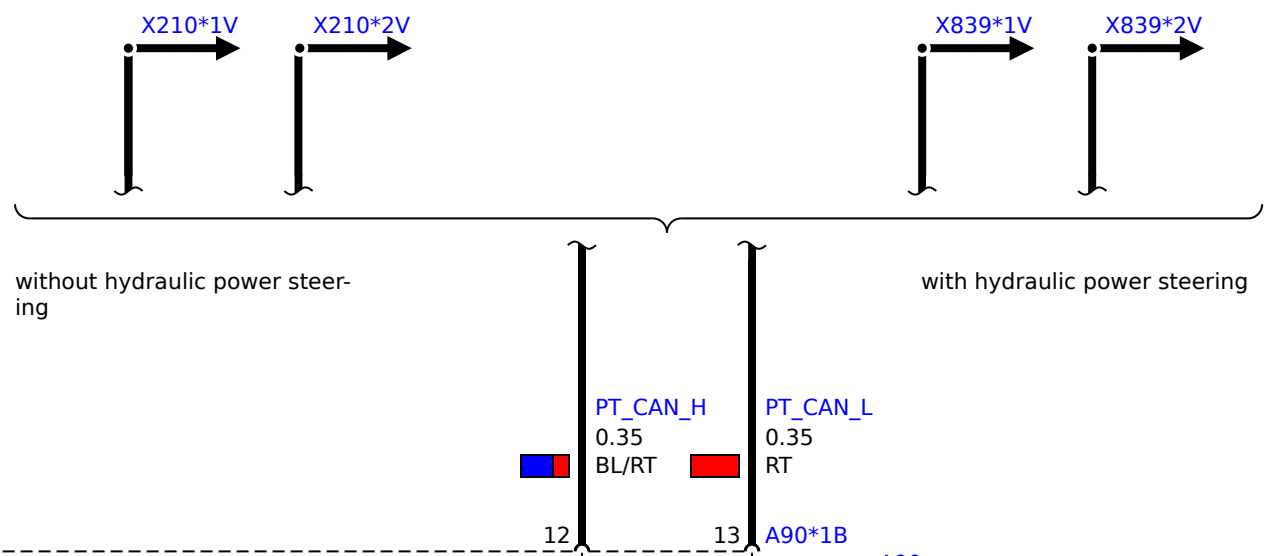 X210*1V
X210*2V
X839*1V
X839*2V
without hydraulic power steer-
ing
with hydraulic power steering
PT_CAN_H
0.35
BL/RT
PT_CAN_L
0.35
RT
12
13
A90*1B